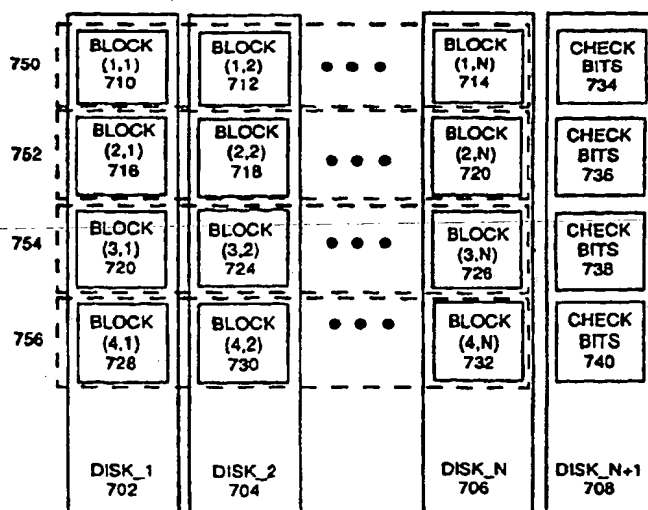 750
BLOCK (1,1) 710
BLOCK (1,2) 712
BLOCK (1,N) 714
CHECK BITS 734
752
BLOCK (2,1) 716
BLOCK (2,2) 718
BLOCK (2,N) 720
CHECK BITS 736
754
BLOCK (3,1) 720
BLOCK (3,2) 724
BLOCK (3,N) 726
CHECK BITS 738
756
BLOCK (4,1) 728
BLOCK (4,2) 730
BLOCK (4,N) 732
CHECK BITS 740
DISK_1 702
DISK_2 704
DISK_N 706
DISK_N+1 708